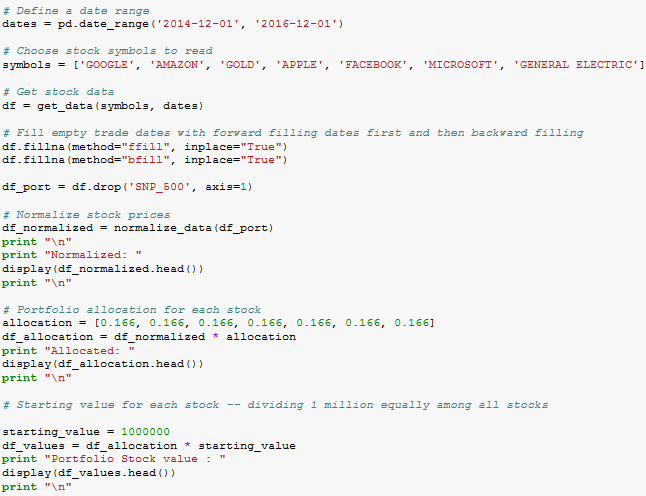 # Define a date range
dates = pd.date_range('2014-12-01', '2016-12-01')
# Choose stock symbols to read
symbols = ['GOOGLE', 'AMAZON', 'GOLD', 'APPLE', 'FACEBOOK', 'MICROSOFT', 'GENERAL ELECTRIC']
# Get stock data
df = get_data(symbols, dates)
# Fill empty trade dates with forward filling dates first and then backward filling
df.fillna(method="ffill", inplace="True")
df.fillna(method="bfill", inplace="True")
df_port = df.drop('SNP_500', axis=1)
# Normalize stock prices
df_normalized = normalize_data(df_port)
print "\n"
print "Normalized: "
display(df_normalized.head())
print "\n"
# Portfolio allocation for each stock
allocation = [0.166, 0.166, 0.166, 0.166, 0.166, 0.166, 0.166]
df_allocation = df_normalized * allocation
print "Allocated: "
display(df_allocation.head())
print "\n"
# Starting value for each stock -- dividing 1 million equally among all stocks
starting_value = 1000000
df_values = df_allocation * starting_value
print "Portfolio Stock value : "
display(df_values.head())
print "\n"